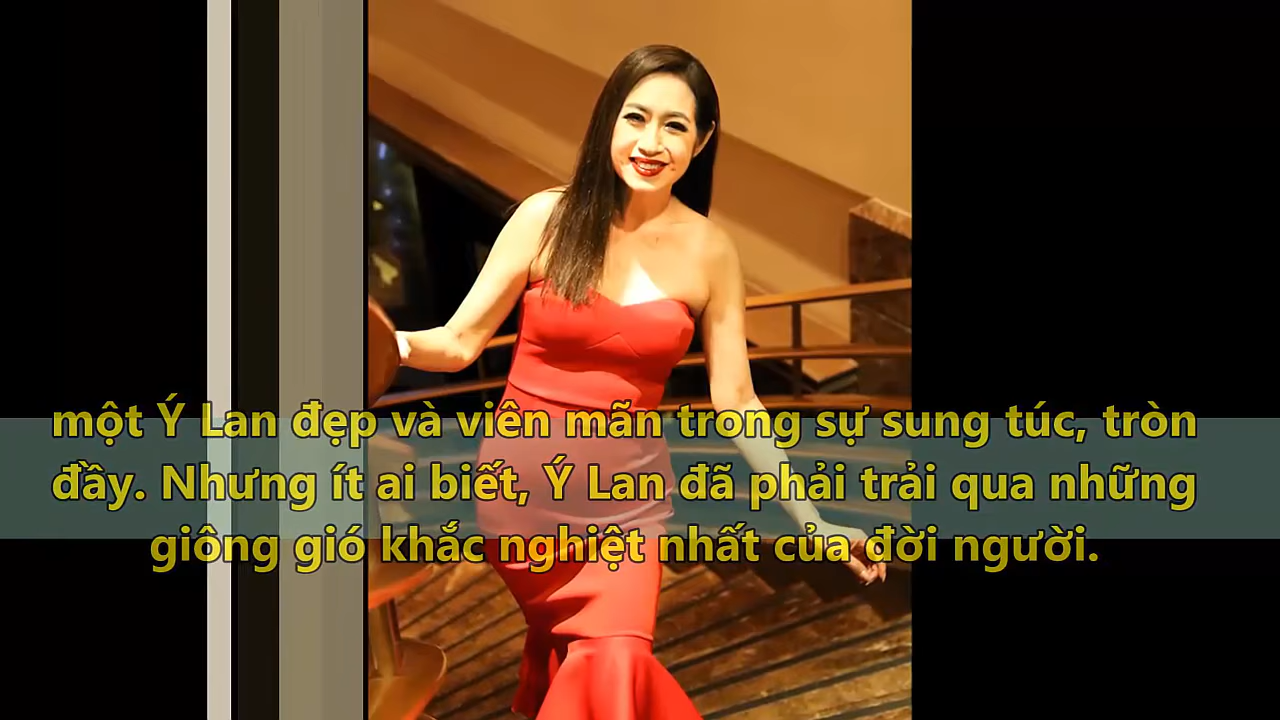 một Ý Lan đẹp và viên mãn trong sự sung túc, tròn
đầy. Nhưng ít ai biết, Ý Lan đã phải trải qua những
giông gió khắc nghiệt nhất của đời người.